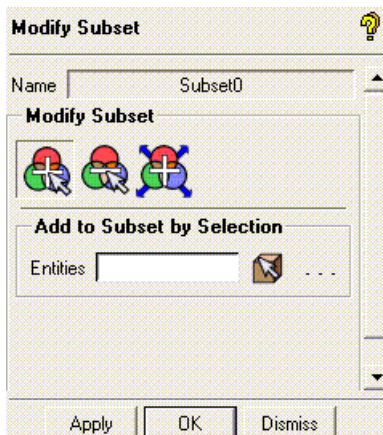 Modify Subset
Name Subset0
Modify Subset
Add to Subset by Selection
Entities ...
Apply OK Dismiss